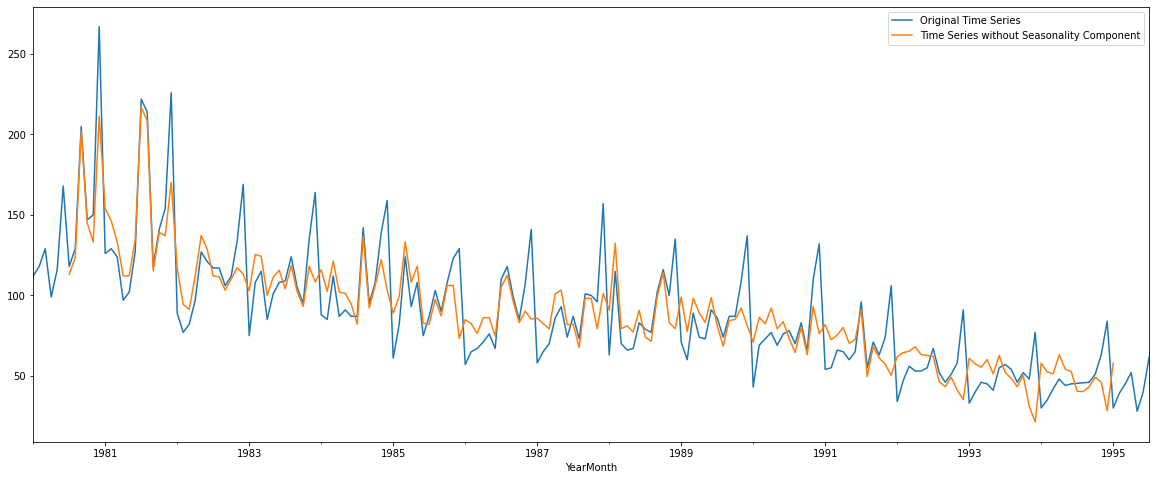 Original Time Series
Time Series without Seasonality Component
250
200
150
100
50
1981 1983 1985 1987 1989 1991 1993 1995
YearMonth